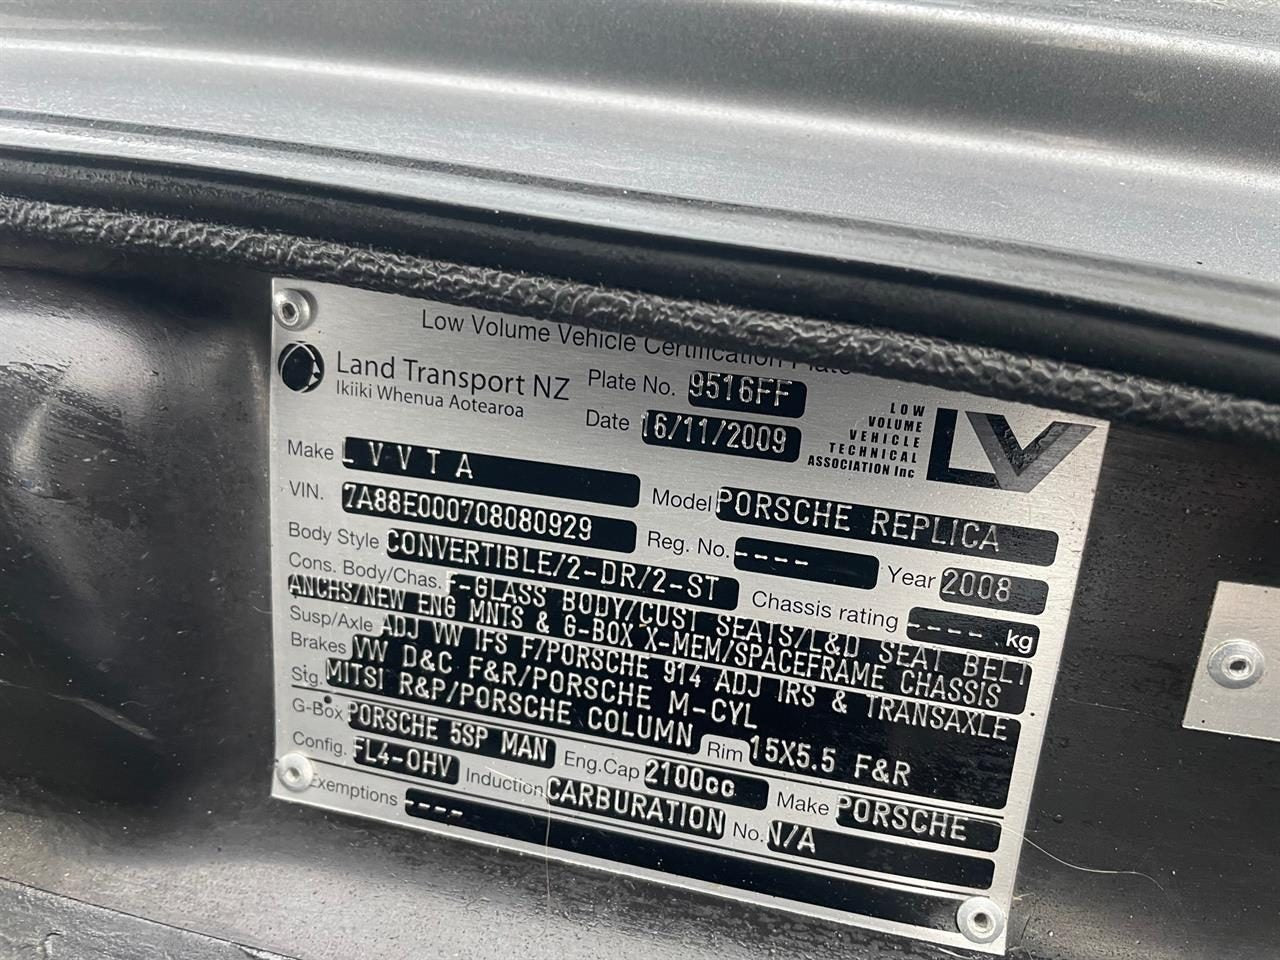 Low Volume Vehicle Certification Plate
Land Transport NZ
Ikiiki Whenua Aotearoa
Plate No. 9516FF
Date 16/11/2009
LOW
VOLUME
VEHICLE
TECHNICAL
ASSOCIATION Inc
LV
Make LVVTA
Model PORSCHE REPLICA
VIN. 7A88E000708080929
Reg. No. ----
Year 2008
Body Style CONVERTIBLE/2-DR/2-ST
Chassis rating ---- kg
Cons. Body/Chas. F-GLASS BODY/CUST SEATS/L&D SEAT BELT
ANCHS/NEW ENG MNTS & G-BOX X-MEM/SPACEFRAME CHASSIS
Susp/Axle ADJ VW IFS F/PORSCHE 914 ADJ IRS & TRANSAXLE
Brakes VW D&C F&R/PORSCHE M-CYL
Stg. MITSI R&P/PORSCHE COLUMN Rim 15X5.5 F&R
G-Box PORSCHE 5SP MAN Eng.Cap 2100cc Make PORSCHE
Config. FL4-OHV Induction CARBURATION No. N/A
Exemptions ----